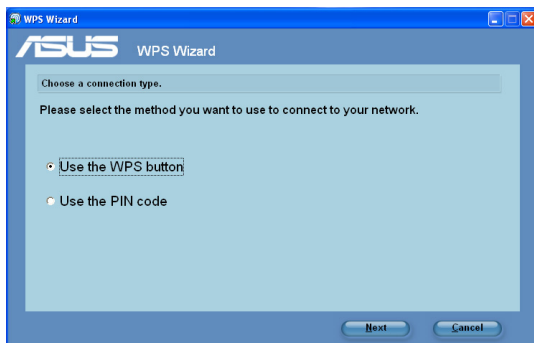 WPS Wizard
ASUS WPS Wizard
Choose a connection type.
Please select the method you want to use to connect to your network.
Use the WPS button
Use the PIN code
Next Cancel